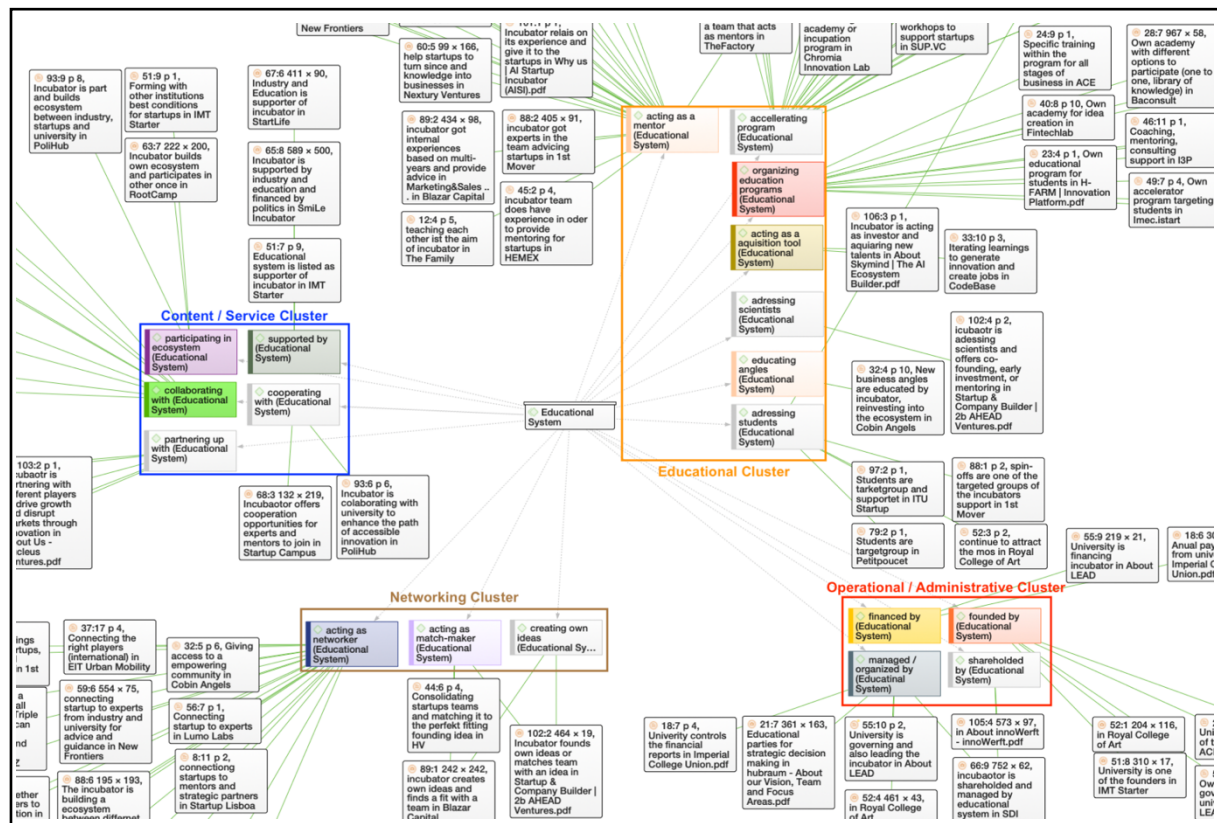 New Frontiers
93:9 p 8,
Incubator is part
and builds
ecosystem
between industry,
startups and
university in
PoliHub
51:9 p 1,
Forming with
other institutions
best conditions
for startups in IMT
Starter
63:7 222 × 200,
Incubator builds
own ecosystem
and participates in
other once in
RootCamp
67:6 411 × 90,
Industry and
Education is
supporter of
incubator in
StartLife
65:8 589 × 500,
Incubator is
supported by
industry and
education and
financed by
politics in SmiLe
Incubator
51:7 p 9,
Educational
system is listed as
supporter of
incubator in IMT
Starter
60:5 99 × 166,
help startups to
turn since and
knowledge into
businesses in
Nextury Ventures
89:2 434 × 98,
incubator got
internal
experiences
based on multi-
years and provide
advice in
Marketing&Sales ..
. in Blazar Capital
12:4 p 5,
teaching each
other ist the aim
of incubator in
The Family
Incubator relais on
its experience and
give it to the
startups in Why us
| AI Startup
Incubator
(AISI).pdf
88:2 405 × 91,
incubator got
experts in the
team advicing
startups in 1st
Mover
45:2 p 4,
incubator team
does have
experience in oder
to provide
mentoring for
startups in
HEMEX
a team that acts
as mentors in
TheFactory
academy or
incupation
program in
Chromia
Innovation Lab
workhops to
support startups
in SUP.VC
24:9 p 1,
Specific training
within the
program for all
stages of
business in ACE
28:7 967 × 58,
Own academy
with different
options to
participate (one to
one, library of
knowledge) in
Baconsult
40:8 p 10, Own
academy for idea
creation in
Fintechlab
46:11 p 1,
Coaching,
mentoring,
consulting
support in I3P
23:4 p 1, Own
educational
program for
students in H-
FARM | Innovation
Platform.pdf
49:7 p 4, Own
accelerator
program targeting
students in
Imec.istart
106:3 p 1,
Incubator is acting
as investor and
aquiaring new
talents in About
Skymind | The AI
Ecosystem
Builder.pdf
33:10 p 3,
Iterating learnings
to generate
innovation and
create jobs in
CodeBase
102:4 p 2,
icubaotr is
adessing
scientists and
offers co-
founding, early
investment, or
mentoring in
Startup &
Company Builder |
2b AHEAD
Ventures.pdf
32:4 p 10, New
business angles
are educated by
incubator,
reinvesting into
the ecosystem in
Cobin Angels
acting as a
mentor
(Educational
System)
accellerating
program
(Educational
System)
organizing
education
programs
(Educational
System)
acting as a
aquisition tool
(Educational
System)
adressing
scientists
(Educational
System)
educating
angles
(Educational
System)
adressing
students
(Educational
System)
Educational Cluster
Content / Service Cluster
participating in
ecosystem
(Educational
System)
supported by
(Educational
System)
collaborating
with (Educational
System)
cooperating
with (Educational
System)
partnering up
with (Educational
System)
Educational
System
103:2 p 1,
68:3 132 × 219,
Incubaotor offers
cooperation
opportunities for
experts and
mentors to join in
Startup Campus
93:6 p 6,
Incubator is
colaborating with
university to
enhance the path
of accessible
innovation in
PoliHub
97:2 p 1,
Students are
tarketgroup and
supportet in ITU
Startup
88:1 p 2, spin-
offs are one of the
targeted groups of
the incubators
support in 1st
Mover
79:2 p 1,
Students are
targetgroup in
Petitpoucet
52:3 p 2,
continue to attract
the mos in Royal
College of Art
55:9 219 × 21,
University is
financing
incubator in About
LEAD
Operational / Administrative Cluster
financed by
(Educational
System)
founded by
(Educational
System)
managed /
organized by
(Educatinal
System)
shareholded
by (Educational
System)
Networking Cluster
acting as
networker
(Educational
System)
acting as
match-maker
(Educational
System)
creating own
ideas
(Educational Sy...
37:17 p 4,
Connecting the
right players
(international) in
EIT Urban Mobility
32:5 p 6, Giving
access to a
empowering
community in
Cobin Angels
59:6 554 × 75,
connecting
startup to experts
from industry and
university for
advice and
guidance in New
Frontiers
56:7 p 1,
Connecting
startup to experts
in Lumo Labs
8:11 p 2,
connectiong
startups to
mentors and
strategic partners
in Startup Lisboa
88:6 195 × 193,
The incubator is
building a
ecosystem
between differnet
44:6 p 4,
Consolidating
startups teams
and matching it to
the perfekt fitting
founding idea in
HV
89:1 242 × 242,
incubator creates
own ideas and
finds a fit with a
team in Blazar
Capital
102:2 464 × 19,
Incubator founds
own ideas or
matches team
with an idea in
Startup &
Company Builder |
2b AHEAD
Ventures.pdf
18:7 p 4,
Univerity controls
the financial
reports in Imperial
College Union.pdf
21:7 361 × 163,
Educational
parties for
strategic decision
making in
hubraum - About
our Vision, Team
and Focus
Areas.pdf
55:10 p 2,
University is
governing and
also leading the
incubator in About
LEAD
52:4 461 × 43,
in Royal College
of Art
105:4 573 × 97,
in About innoWerft
- innoWerft.pdf
66:9 752 × 62,
incubaotor is
shareholded and
managed by
educational
system in SDI
52:1 204 × 116,
in Royal College
of Art
51:8 310 × 17,
University is one
of the founders in
IMT Starter